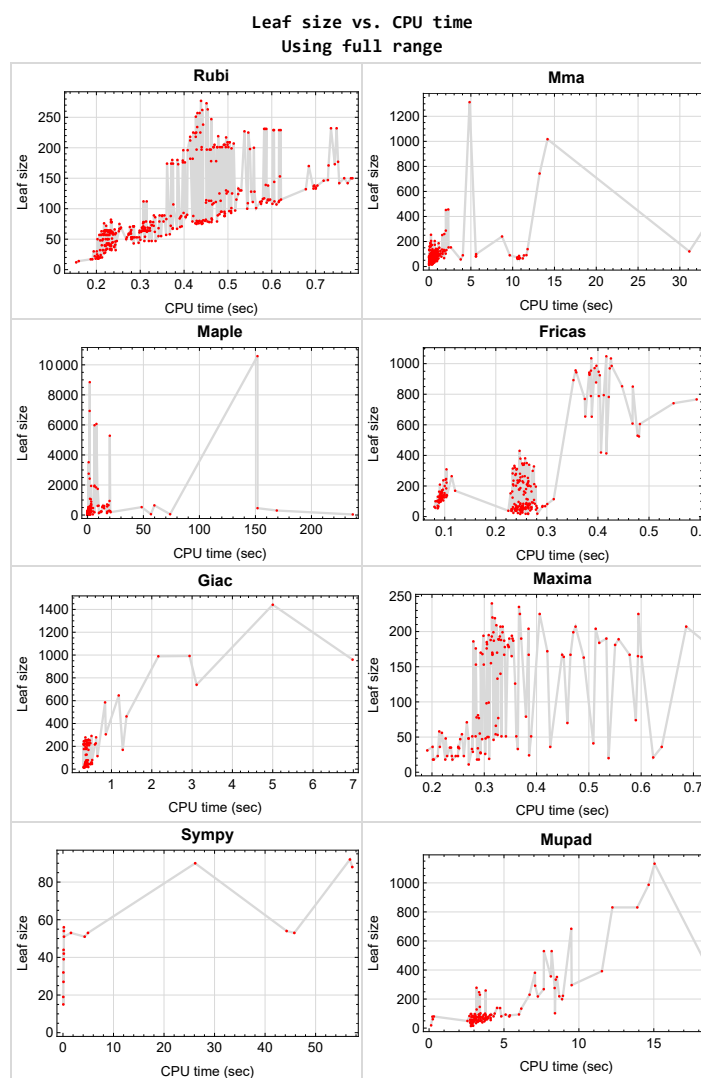 Leaf size vs. CPU time
Using full range
Rubi
Leaf size
250
200
150
100
50
0
0.2 0.3 0.4 0.5 0.6 0.7
CPU time (sec)
Mma
Leaf size
1200
1000
800
600
400
200
0
0 5 10 15 20 25 30
CPU time (sec)
Maple
Leaf size
10 000
8000
6000
4000
2000
0
0 50 100 150 200
CPU time (sec)
Fricas
Leaf size
1000
800
600
400
200
0
0.1 0.2 0.3 0.4 0.5
CPU time (sec)
Giac
Leaf size
1400
1200
1000
800
600
400
200
0
0 1 2 3 4 5 6 7
CPU time (sec)
Maxima
Leaf size
250
200
150
100
50
0
0.2 0.3 0.4 0.5 0.6 0.7
CPU time (sec)
Sympy
Leaf size
80
60
40
20
0
0 10 20 30 40 50
CPU time (sec)
Mupad
Leaf size
1000
800
600
400
200
0
0 5 10 15
CPU time (sec)